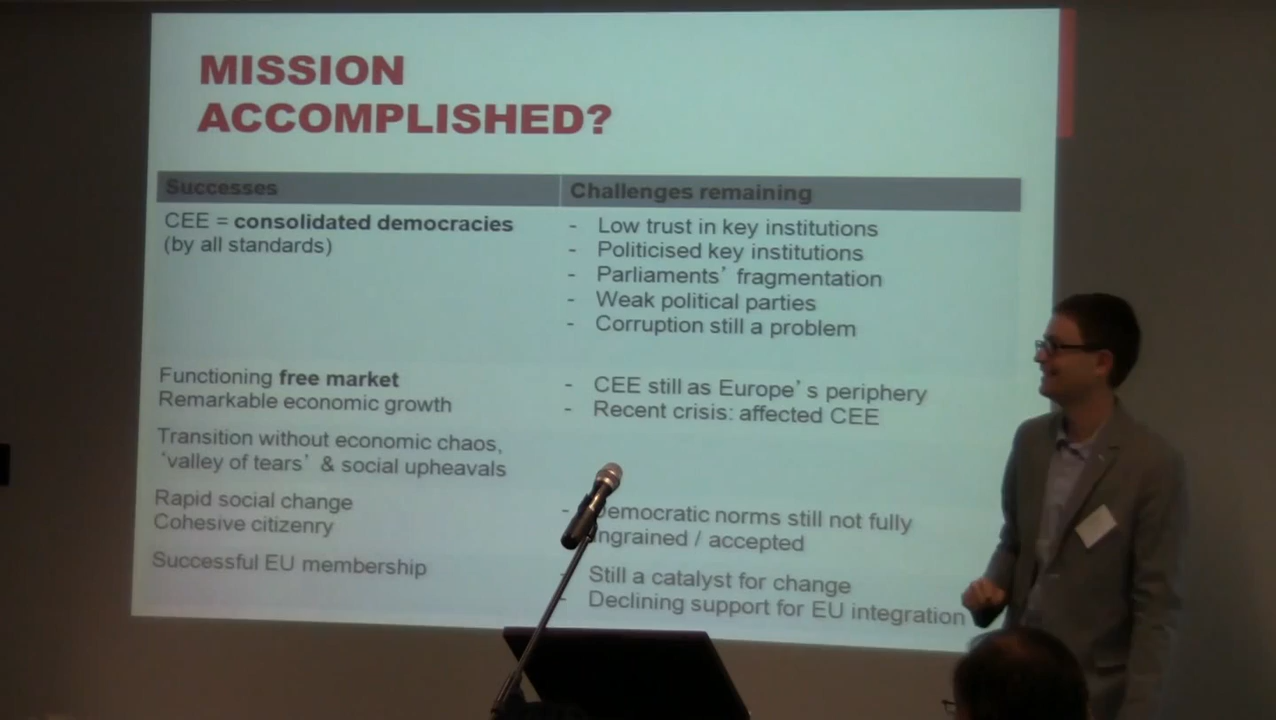 MISSION
ACCOMPLISHED?
Successes
Challenges remaining
CEE = consolidated democracies
(by all standards)
- Low trust in key institutions
- Politicised key institutions
- Parliaments’ fragmentation
- Weak political parties
- Corruption still a problem
Functioning free market
Remarkable economic growth
- CEE still as Europe’s periphery
- Recent crisis: affected CEE
Transition without economic chaos,
‘valley of tears’ & social upheavals
Rapid social change
Cohesive citizenry
- Democratic norms still not fully
ingrained / accepted
Successful EU membership
- Still a catalyst for change
- Declining support for EU integration